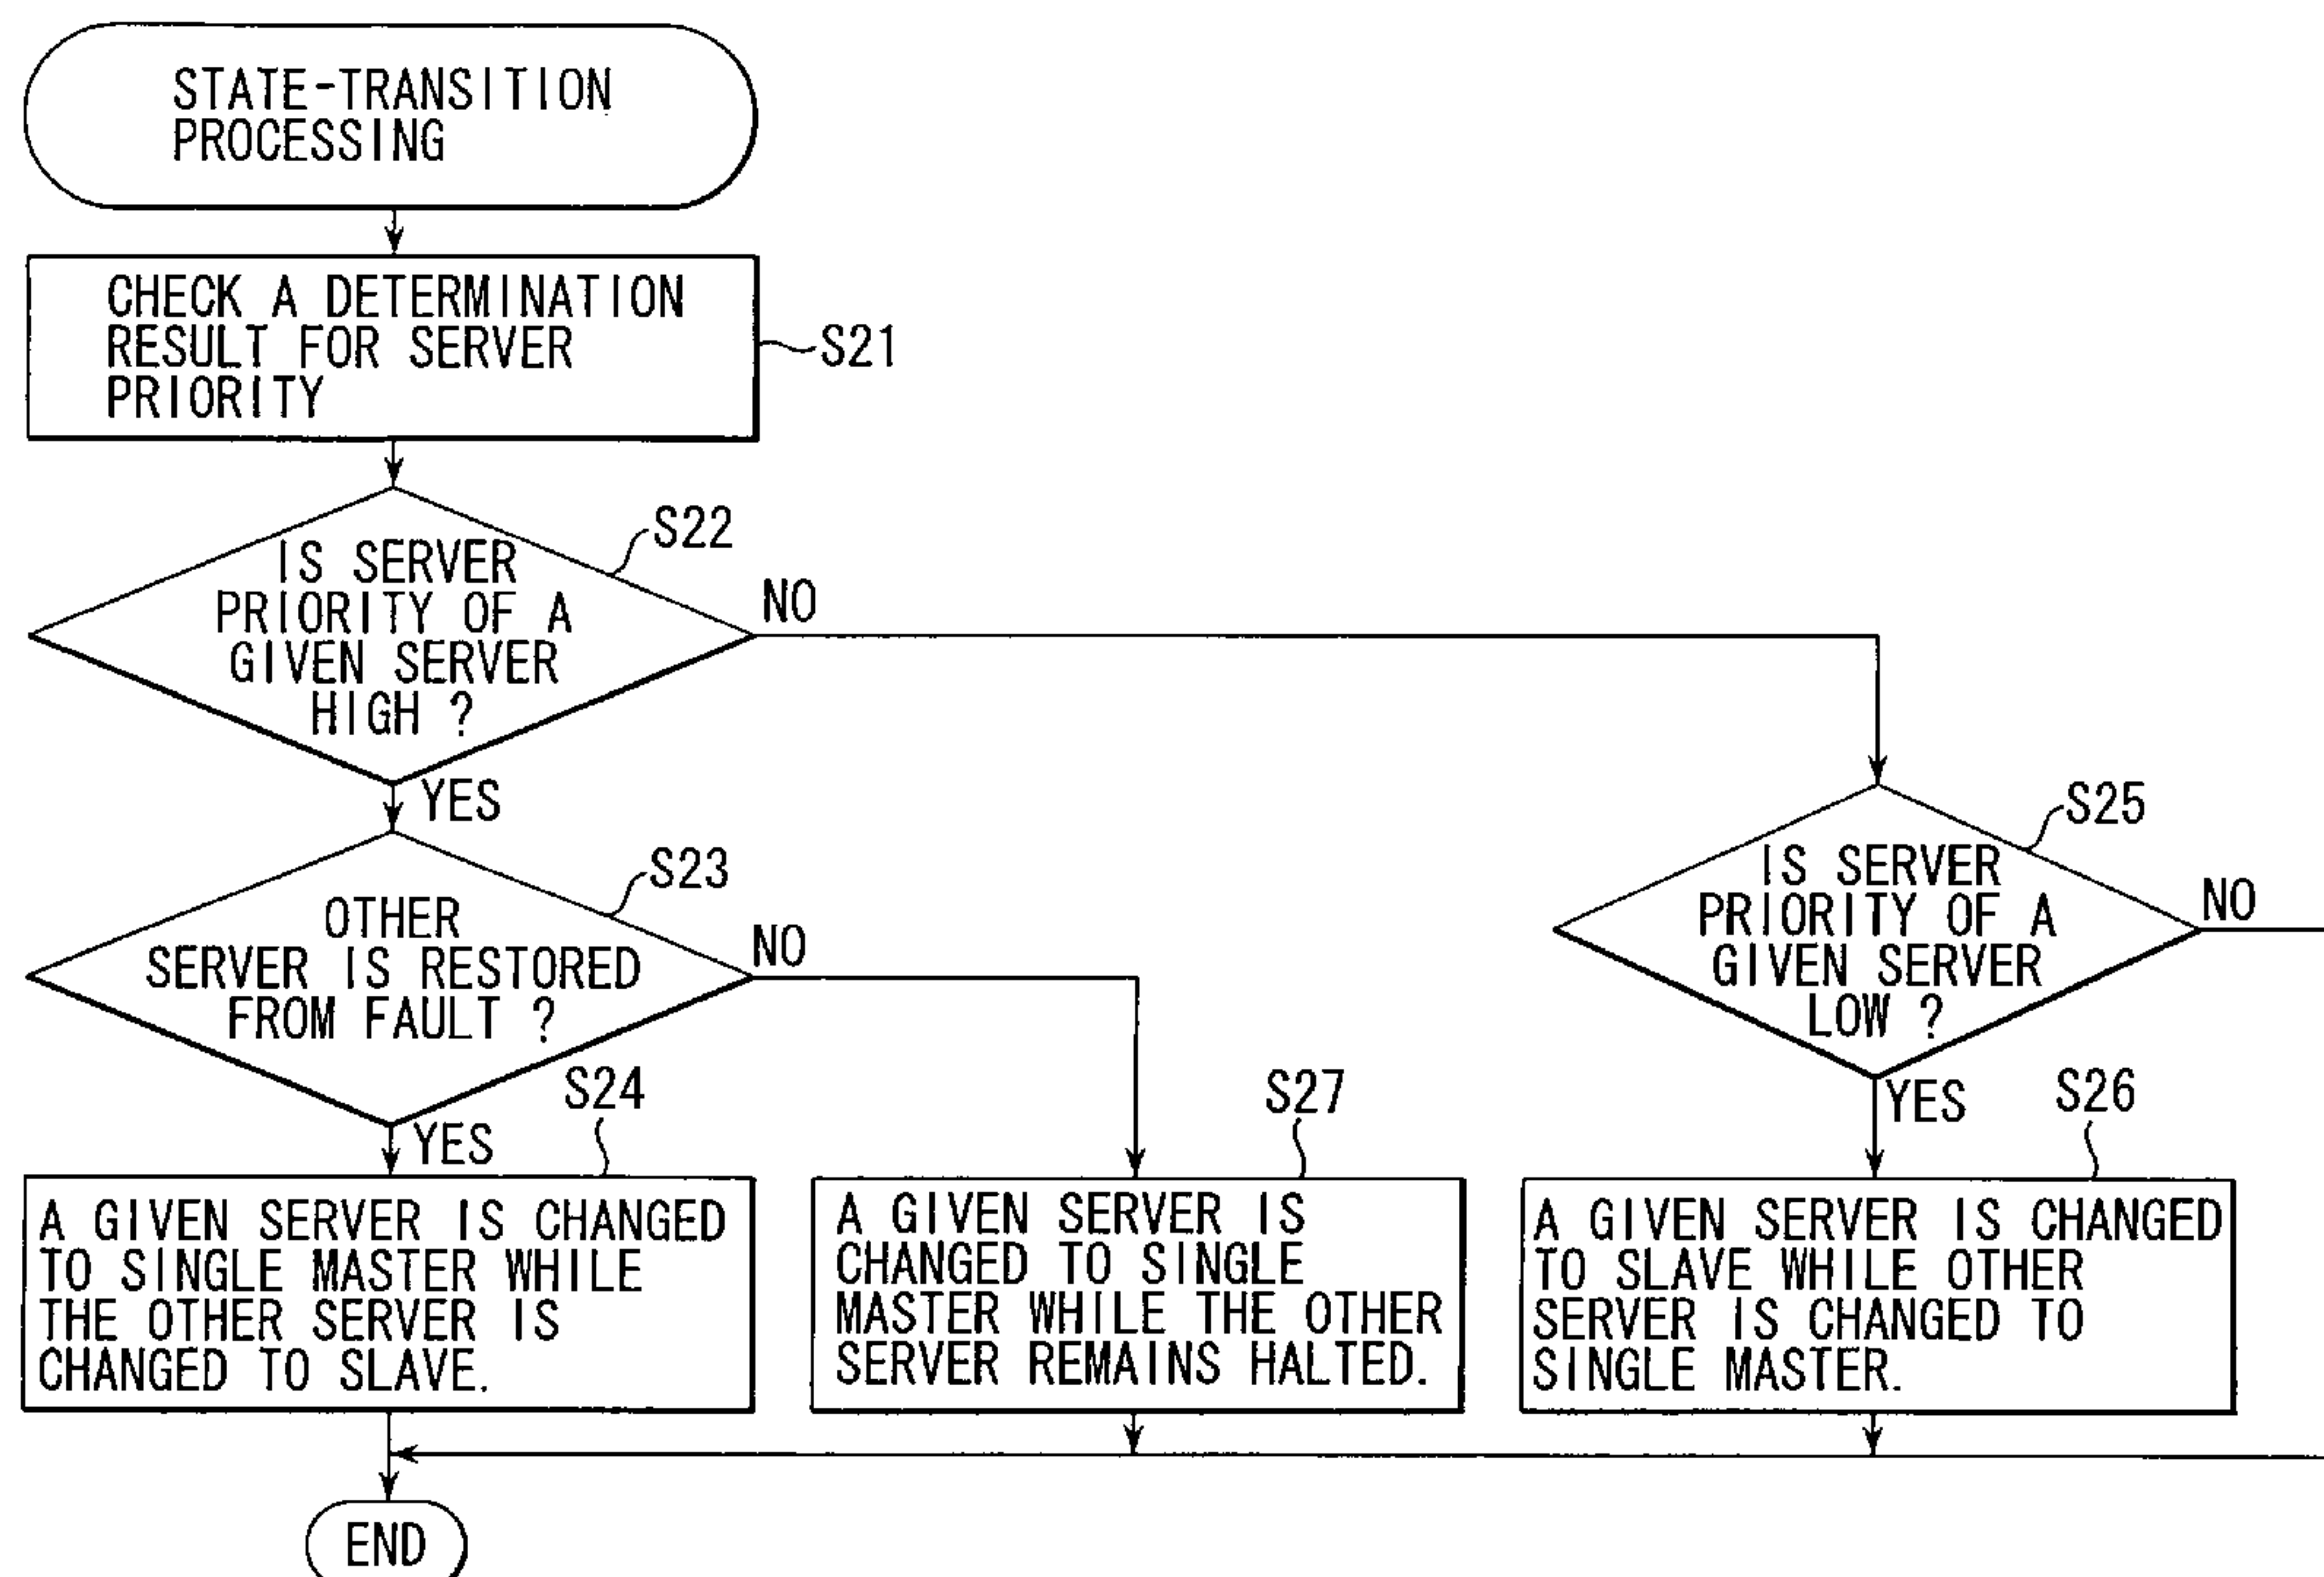 STATE-TRANSITION
PROCESSING
CHECK A DETERMINATION
RESULT FOR SERVER
PRIORITY
S21
S22
IS SERVER
PRIORITY OF A
GIVEN SERVER
HIGH ?
NO
YES
S23
OTHER
SERVER IS RESTORED
FROM FAULT ?
NO
YES
S25
IS SERVER
PRIORITY OF A
GIVEN SERVER
LOW ?
NO
YES
S24
A GIVEN SERVER IS CHANGED
TO SINGLE MASTER WHILE
THE OTHER SERVER IS
CHANGED TO SLAVE.
S27
A GIVEN SERVER IS
CHANGED TO SINGLE
MASTER WHILE THE OTHER
SERVER REMAINS HALTED.
S26
A GIVEN SERVER IS CHANGED
TO SLAVE WHILE OTHER
SERVER IS CHANGED TO
SINGLE MASTER.
END